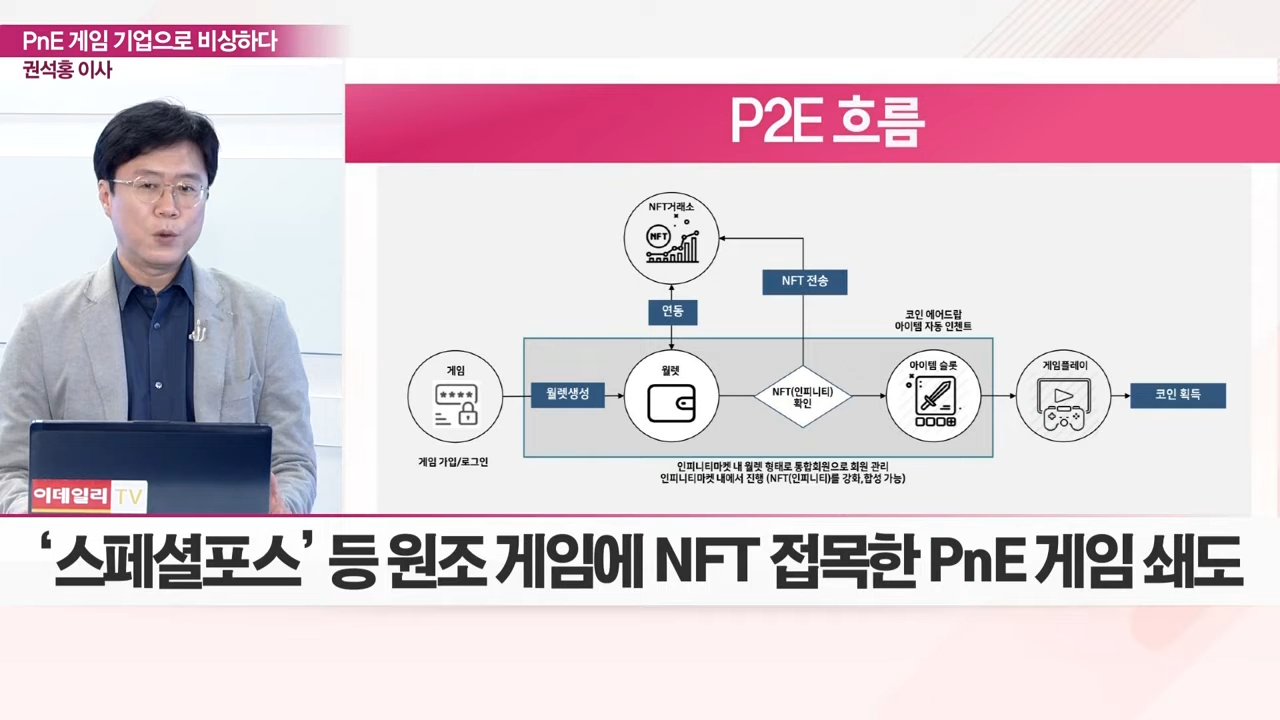 PnE 게임 기업으로 비상하다
권석홍 이사
P2E 흐름
NFT거래소
NFT
NFT 전송
연동
코인 에어드랍
아이템 자동 인첸트
게임
월렛생성
월렛
NFT(인피니티)
확인
아이템 슬롯
게임플레이
코인 획득
게임 가입/로그인
인피니티마켓 내 월렛 형태로 통합회원으로 회원 관리
인피니티마켓 내에서 진행 (NFT(인피니티)를 강화,합성 가능)
이데일리 TV
‘스페셜포스’ 등 원조 게임에 NFT 접목한 PnE 게임 쇄도